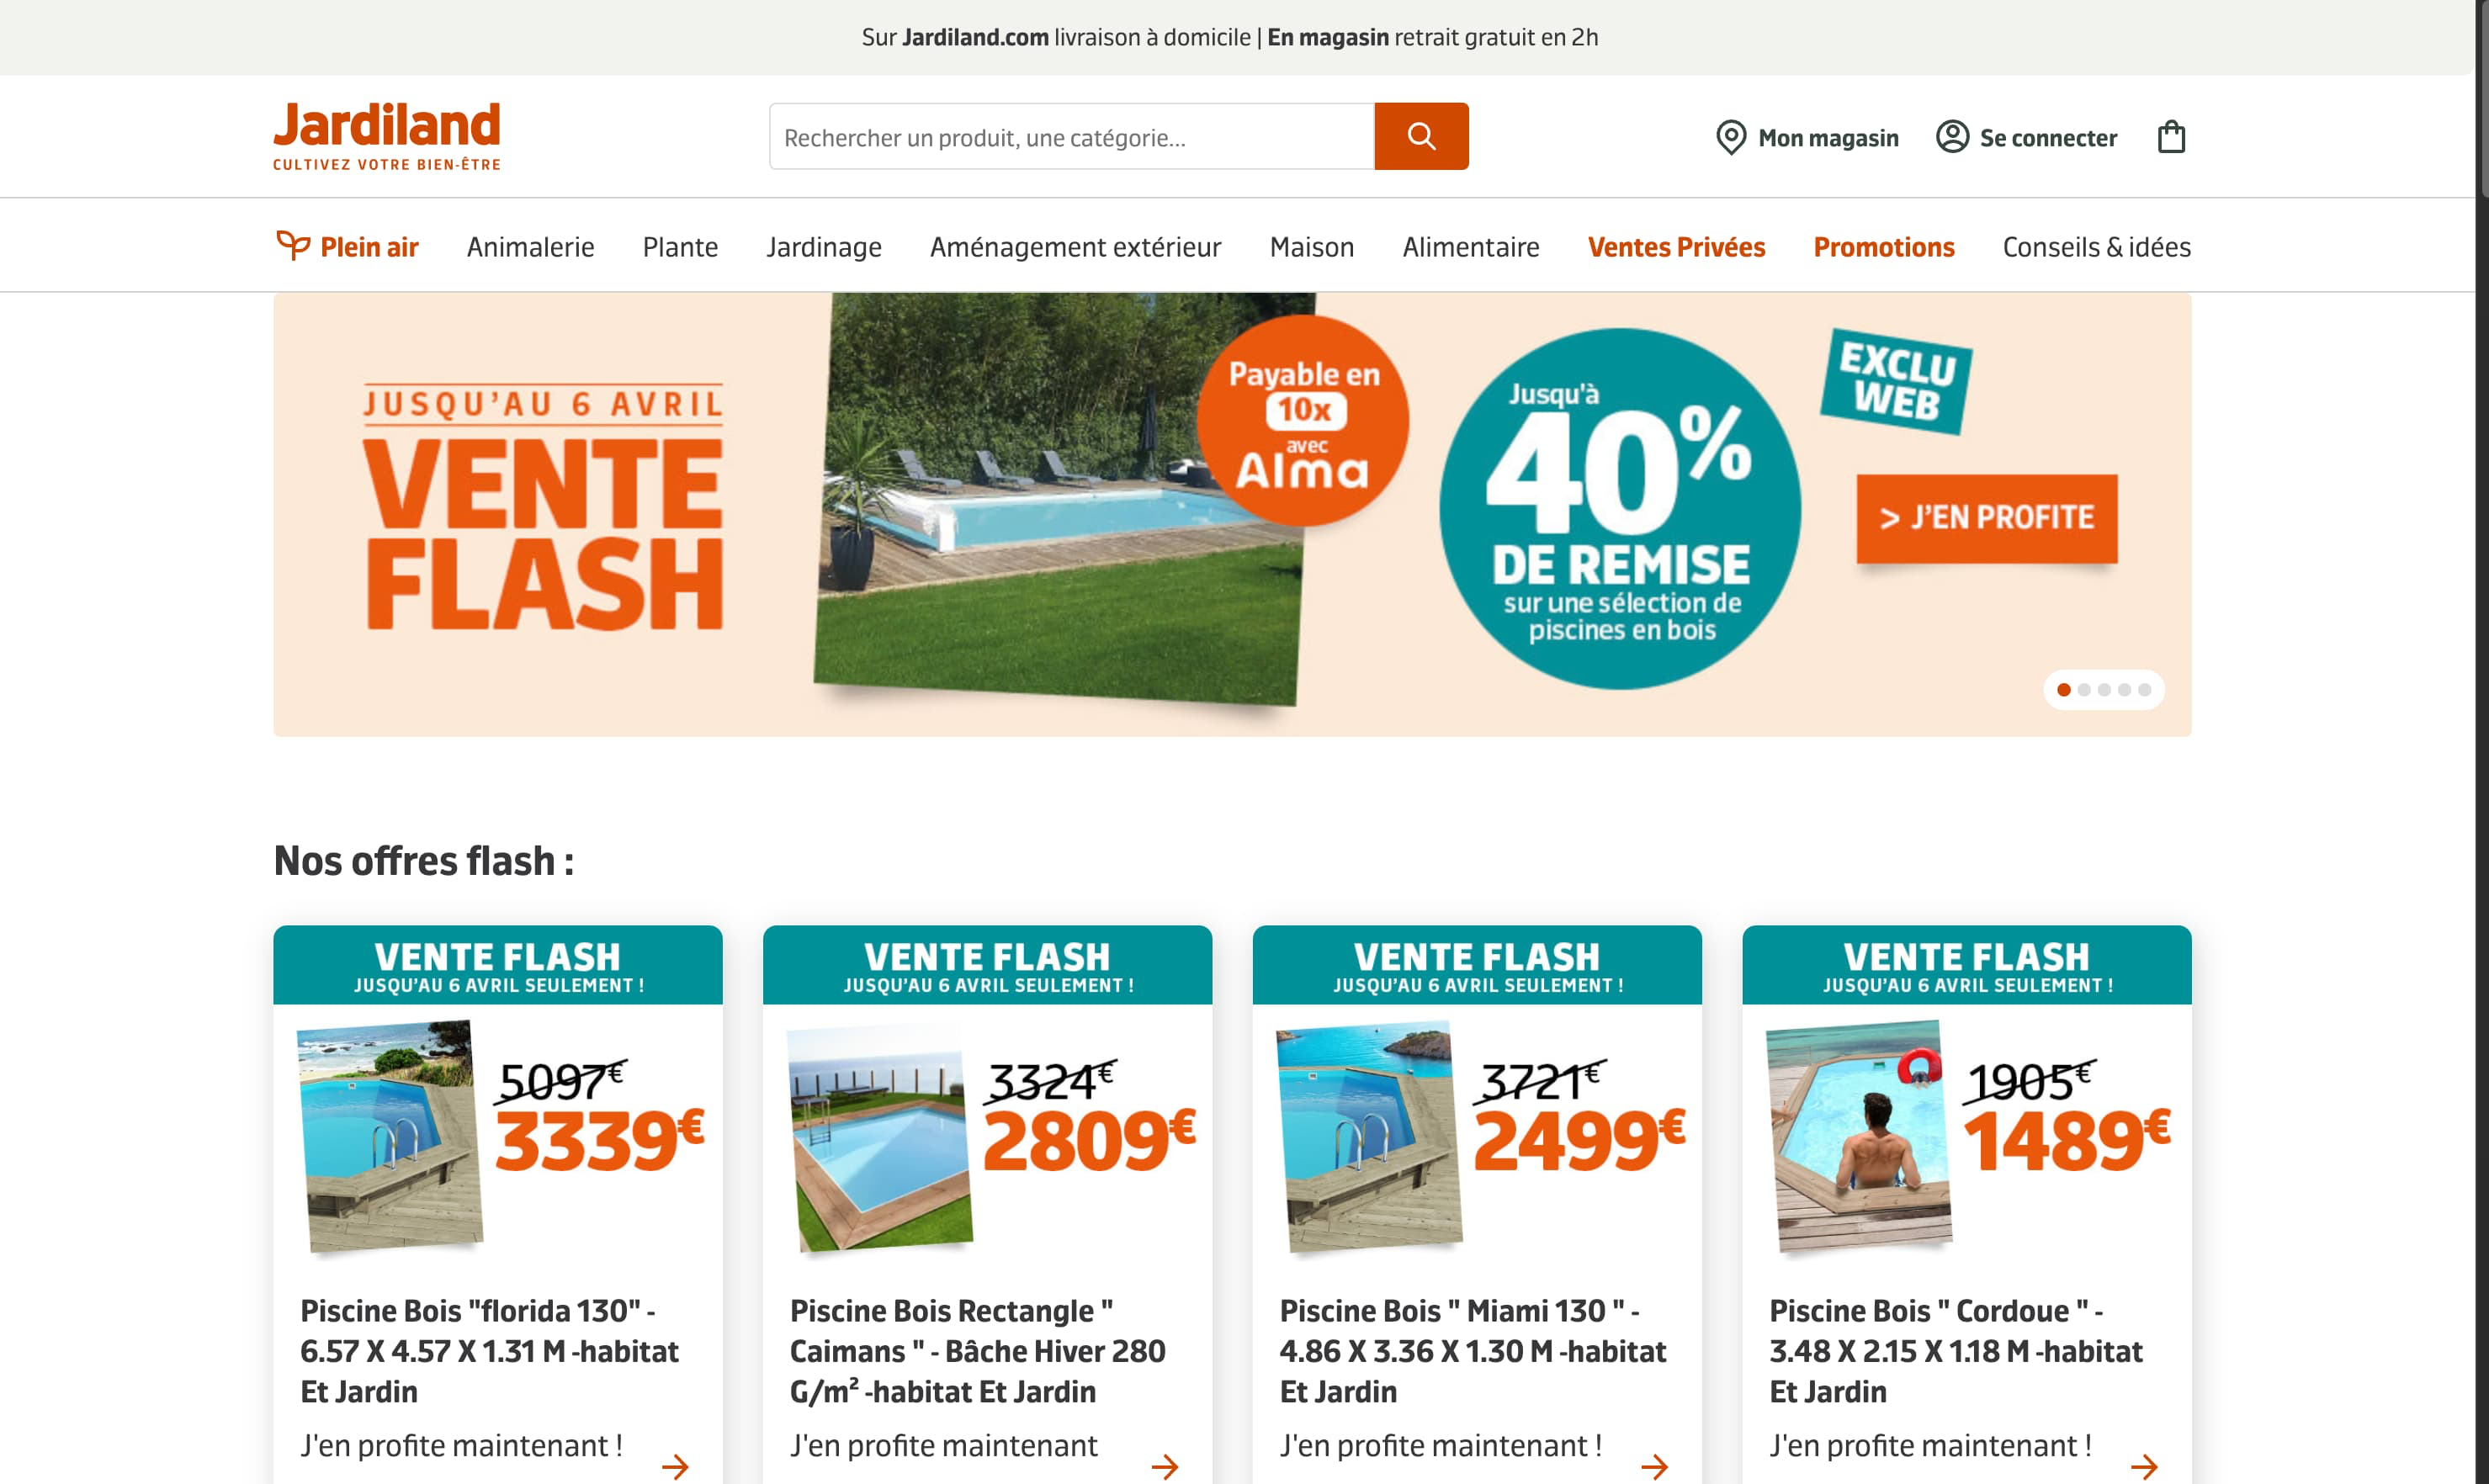 Sur Jardiland.com livraison à domicile | En magasin retrait gratuit en 2h
Jardiland
CULTIVEZ VOTRE BIEN-ÊTRE
Rechercher un produit, une catégorie...
Mon magasin
Se connecter
Plein air
Animalerie
Plante
Jardinage
Aménagement extérieur
Maison
Alimentaire
Ventes Privées
Promotions
Conseils & idées
JUSQU'AU 6 AVRIL
VENTE
FLASH
Payable en
10x
avec
Alma
Jusqu'à
40%
DE REMISE
sur une sélection de
piscines en bois
EXCLU
WEB
> J'EN PROFITE
Nos offres flash :
VENTE FLASH
JUSQU'AU 6 AVRIL SEULEMENT !
5097€
3339€
Piscine Bois "florida 130" -
6.57 X 4.57 X 1.31 M -habitat
Et Jardin
J'en profite maintenant !
VENTE FLASH
JUSQU'AU 6 AVRIL SEULEMENT !
3324€
2809€
Piscine Bois Rectangle "
Caimans " - Bâche Hiver 280
G/m² -habitat Et Jardin
J'en profite maintenant
VENTE FLASH
JUSQU'AU 6 AVRIL SEULEMENT !
3721€
2499€
Piscine Bois " Miami 130 " -
4.86 X 3.36 X 1.30 M -habitat
Et Jardin
J'en profite maintenant !
VENTE FLASH
JUSQU'AU 6 AVRIL SEULEMENT !
1905€
1489€
Piscine Bois " Cordoue " -
3.48 X 2.15 X 1.18 M -habitat
Et Jardin
J'en profite maintenant !